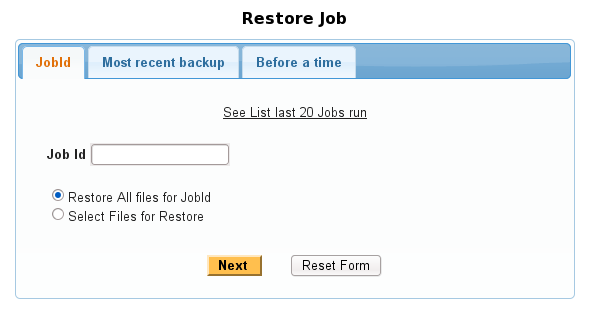 Restore Job
JobId Most recent backup Before a time
See List last 20 Jobs run
Job Id
Restore All files for JobId
Select Files for Restore
Next Reset Form